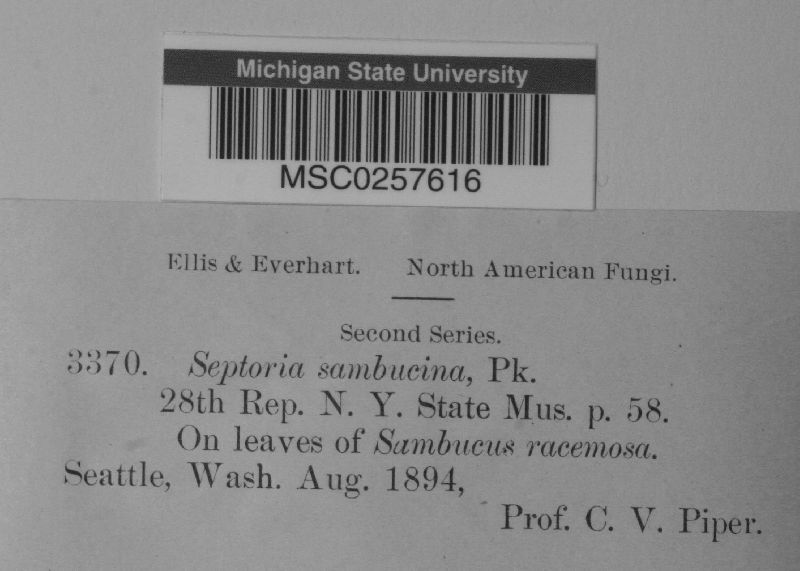 Michigan State University
MSC0257616
Ellis & Everhart. North American Fungi.
Second Series.
3370. Septoria sambucina, Pk.
28th Rep. N. Y. State Mus. p. 58.
On leaves of Sambucus racemosa.
Seattle, Wash. Aug. 1894,
Prof. C. V. Piper.